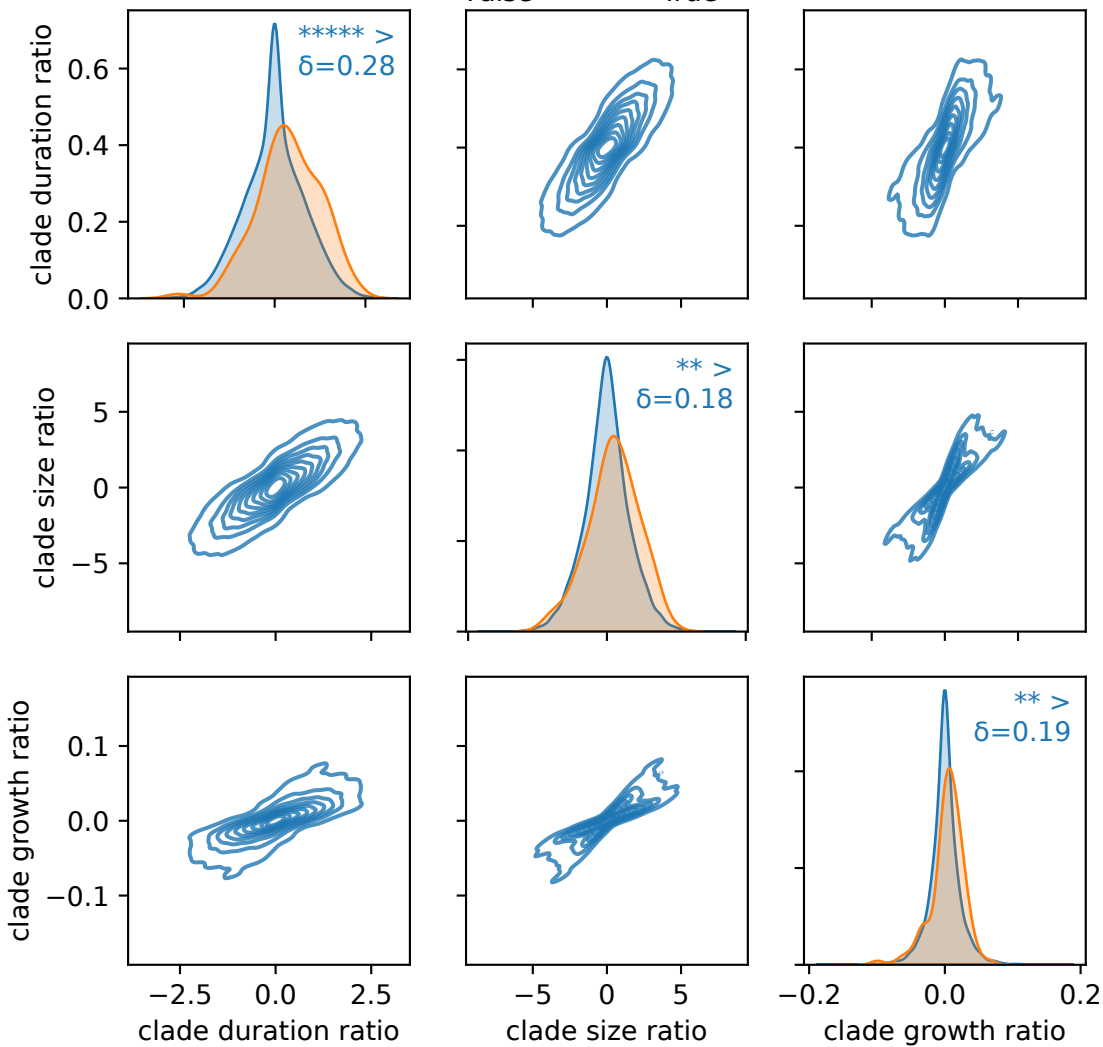 clade duration ratio
0.6
0.4
0.2
0.0
***** >
δ=0.28
clade size ratio
5
0
−5
** >
δ=0.18
clade growth ratio
0.1
0.0
−0.1
** >
δ=0.19
−2.5 0.0 2.5
−5 0 5
−0.2 0.0 0.2
clade duration ratio
clade size ratio
clade growth ratio